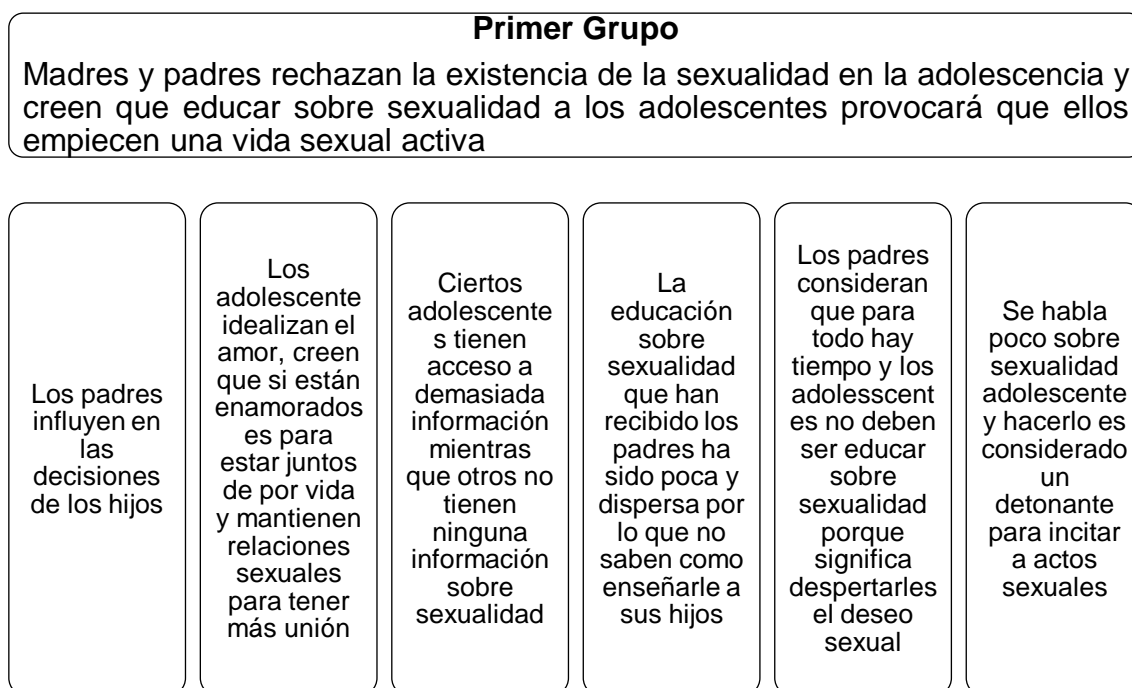 Primer Grupo
Madres y padres rechazan la existencia de la sexualidad en la adolescencia y
creen que educar sobre sexualidad a los adolescentes provocará que ellos
empiecen una vida sexual activa
Los padres
influyen en
las
decisiones
de los hijos
Los
adolescente
idealizan el
amor, creen
que si están
enamorados
es para
estar juntos
de por vida
y mantienen
relaciones
sexuales
para tener
más unión
Ciertos
adolescente
s tienen
acceso a
demasiada
información
mientras
que otros no
tienen
ninguna
información
sobre
sexualidad
La
educación
sobre
sexualidad
que han
recibido los
padres ha
sido poca y
dispersa por
lo que no
saben como
enseñarle a
sus hijos
Los padres
consideran
que para
todo hay
tiempo y los
adolesscent
es no deben
ser educar
sobre
sexualidad
porque
significa
despertarles
el deseo
sexual
Se habla
poco sobre
sexualidad
adolescente
y hacerlo es
considerado
un
detonante
para incitar
a actos
sexuales